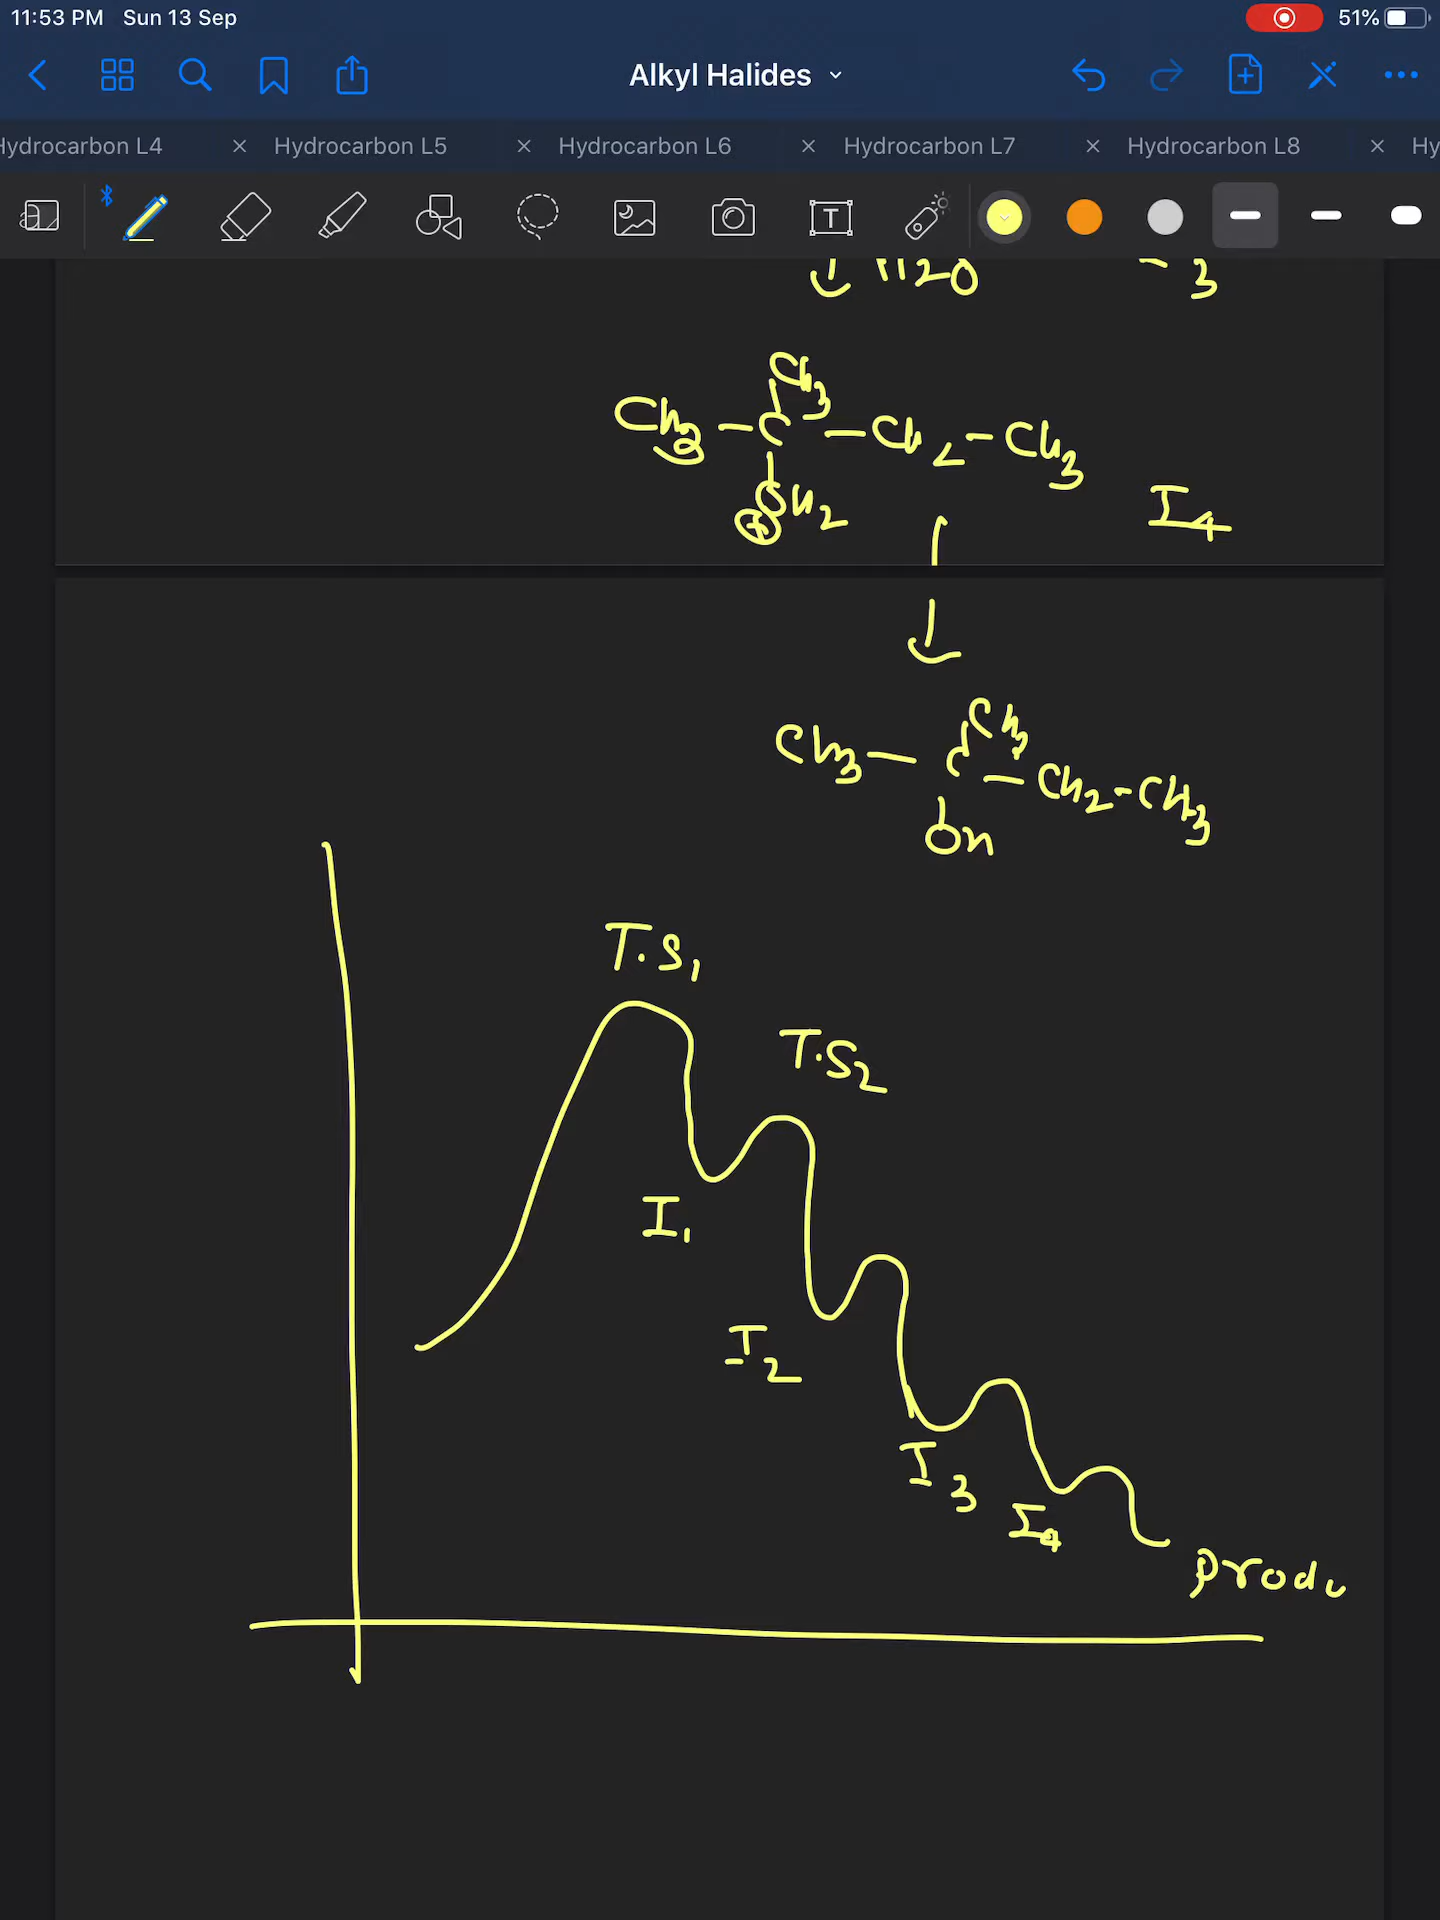 11:53 PM Sun 13 Sep 51%
Alkyl Halides
Hydrocarbon L4 Hydrocarbon L5 Hydrocarbon L6 Hydrocarbon L7 Hydrocarbon L8 Hy
a T
H2O 3
CH3
CH3 - C - CH2 - CH3
OH2
⊕
I4
CH3
CH3 - C - CH2 - CH3
OH
T.S1
T.S2
I1
I2
I3
I4
produ